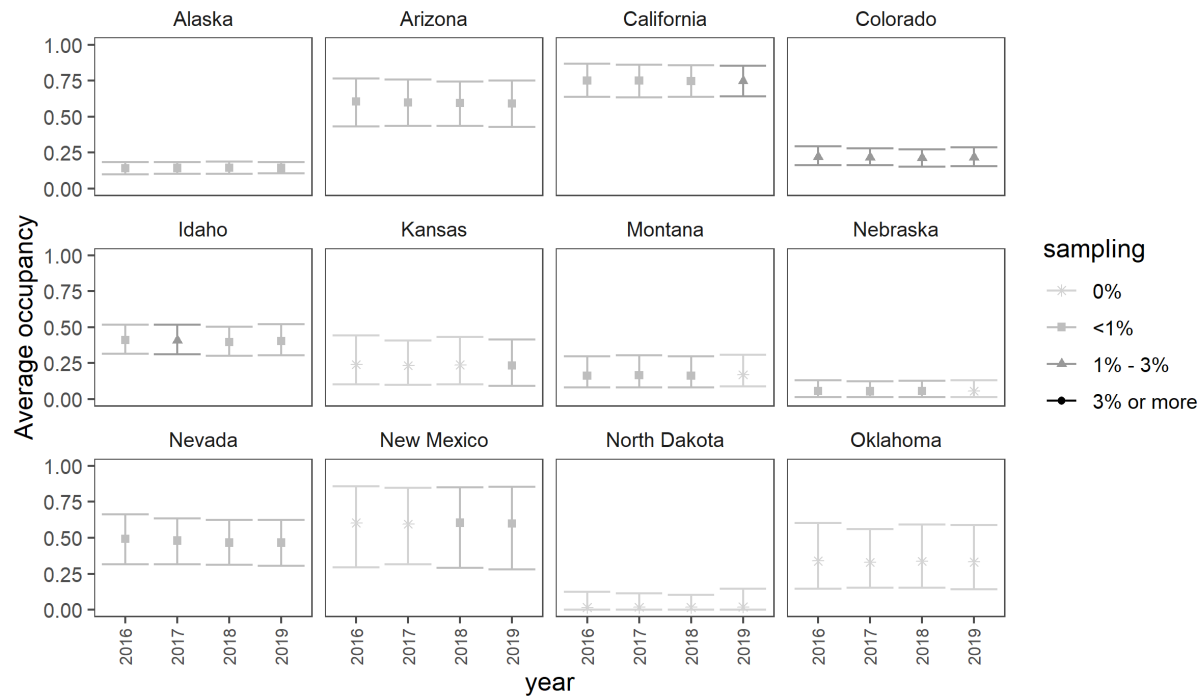 Alaska Arizona California Colorado
1.00
0.75
0.50
0.25
0.00
Idaho Kansas Montana Nebraska
1.00
0.75
0.50
0.25
0.00
Nevada New Mexico North Dakota Oklahoma
1.00
0.75
0.50
0.25
0.00
2016 2017 2018 2019 2016 2017 2018 2019 2016 2017 2018 2019 2016 2017 2018 2019
year
Average occupancy
sampling
0%
<1%
1% - 3%
3% or more